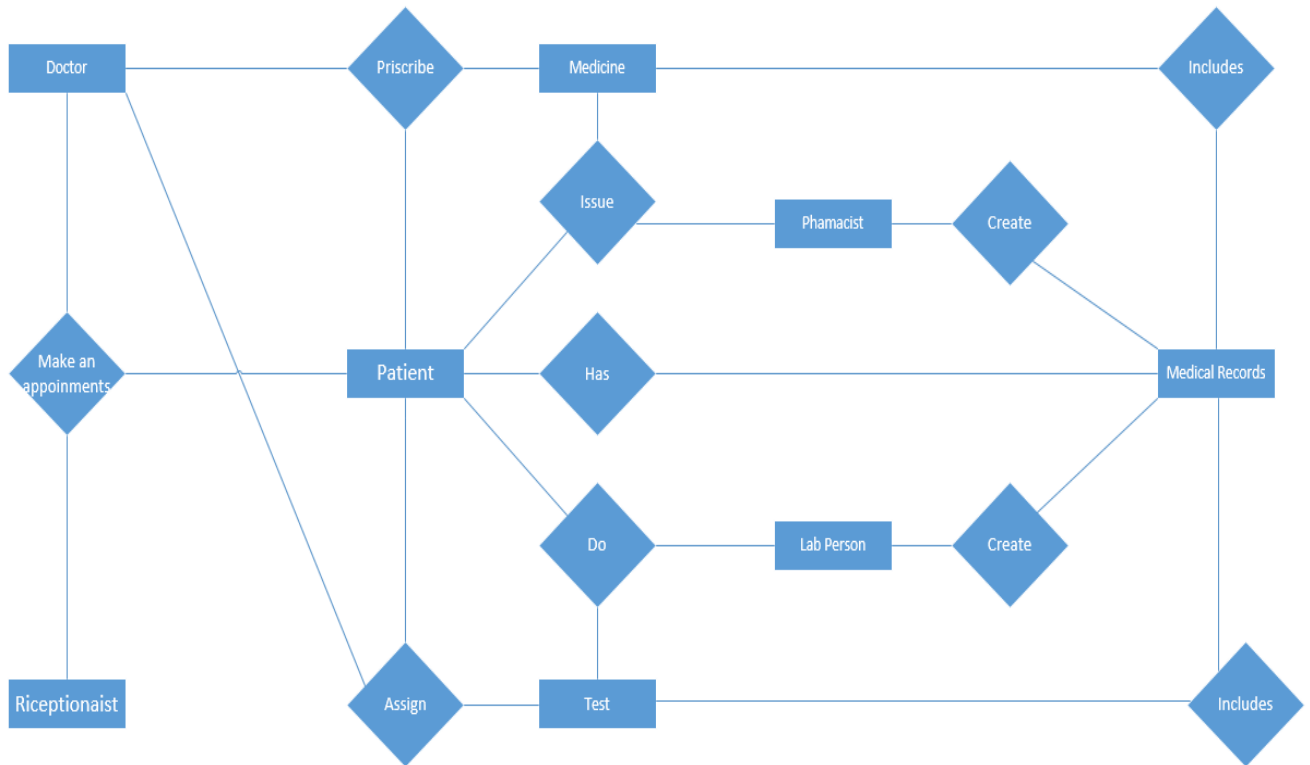 Doctor
Priscribe
Medicine
Includes
Issue
Phamacist
Create
Make an
appoinments
Patient
Has
Medical Records
Do
Lab Person
Create
Riceptionaist
Assign
Test
Includes